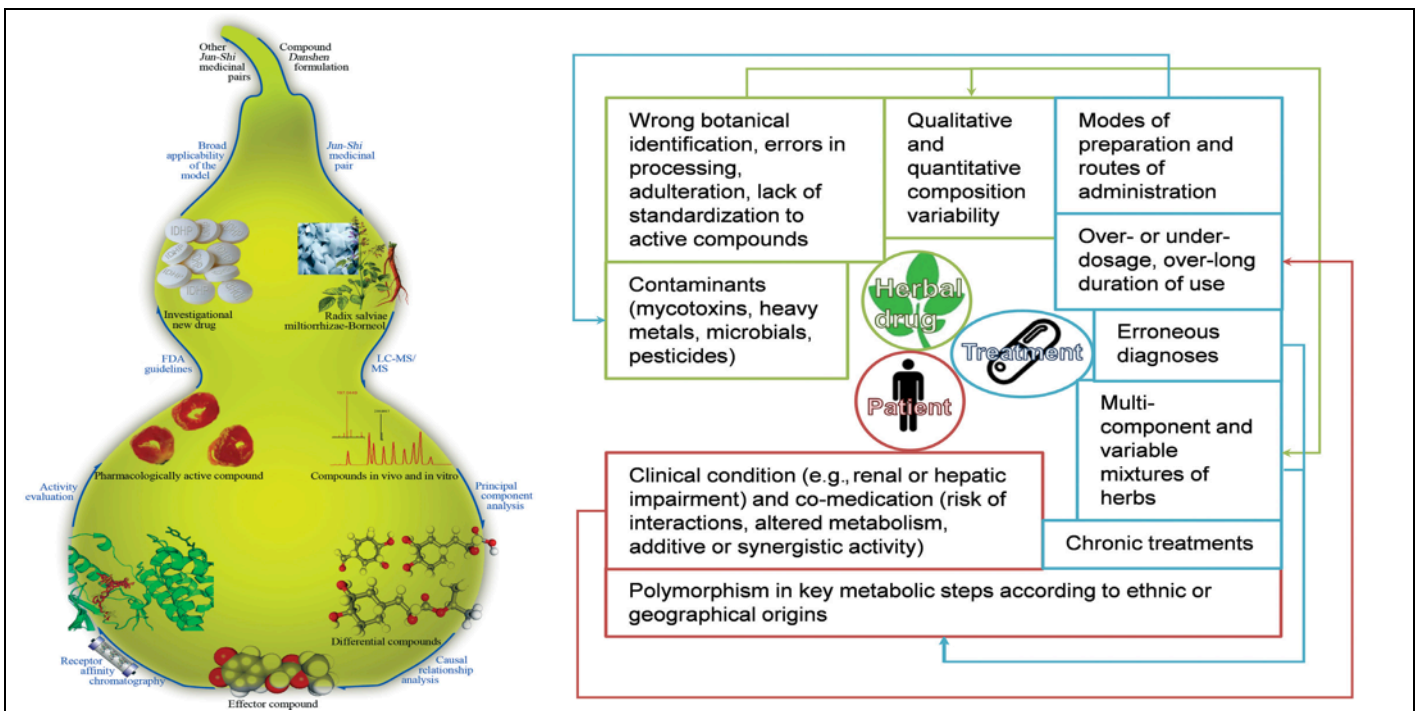 Other
Jun-Shi
medicinal
pairs
Compound
Danshen
formulation
Broad
applicability
of the
model
Jun-Shi
medicinal
pair
IDHP
Investigational
new drug
Radix salviae
miltiorrhizae-Borneol
FDA
guidelines
LC-MS/
MS
Pharmacologically active compound
Compounds in vivo and in vitro
Activity
evaluation
Principal
component
analysis
Differential compounds
Receptor
affinity
chromatography
Causal
relationship
analysis
Effector compound
Wrong botanical
identification, errors in
processing,
adulteration, lack of
standardization to
active compounds
Qualitative
and
quantitative
composition
variability
Modes of
preparation and
routes of
administration
Over- or under-
dosage, over-long
duration of use
Contaminants
(mycotoxins, heavy
metals, microbials,
pesticides)
Herbal
drug
Treatment
Patient
Erroneous
diagnoses
Multi-
component and
variable
mixtures of
herbs
Clinical condition (e.g., renal or hepatic
impairment) and co-medication (risk of
interactions, altered metabolism,
additive or synergistic activity)
Chronic treatments
Polymorphism in key metabolic steps according to ethnic or
geographical origins